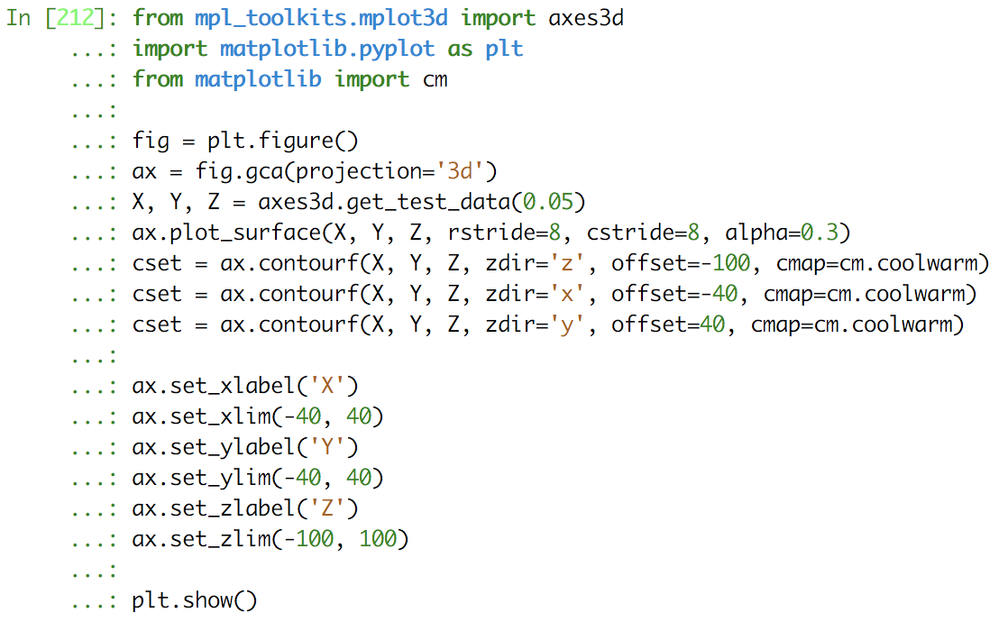 In [212]: from mpl_toolkits.mplot3d import axes3d
...: import matplotlib.pyplot as plt
...: from matplotlib import cm
...:
...: fig = plt.figure()
...: ax = fig.gca(projection='3d')
...: X, Y, Z = axes3d.get_test_data(0.05)
...: ax.plot_surface(X, Y, Z, rstride=8, cstride=8, alpha=0.3)
...: cset = ax.contourf(X, Y, Z, zdir='z', offset=-100, cmap=cm.coolwarm)
...: cset = ax.contourf(X, Y, Z, zdir='x', offset=-40, cmap=cm.coolwarm)
...: cset = ax.contourf(X, Y, Z, zdir='y', offset=40, cmap=cm.coolwarm)
...:
...: ax.set_xlabel('X')
...: ax.set_xlim(-40, 40)
...: ax.set_ylabel('Y')
...: ax.set_ylim(-40, 40)
...: ax.set_zlabel('Z')
...: ax.set_zlim(-100, 100)
...:
...: plt.show()